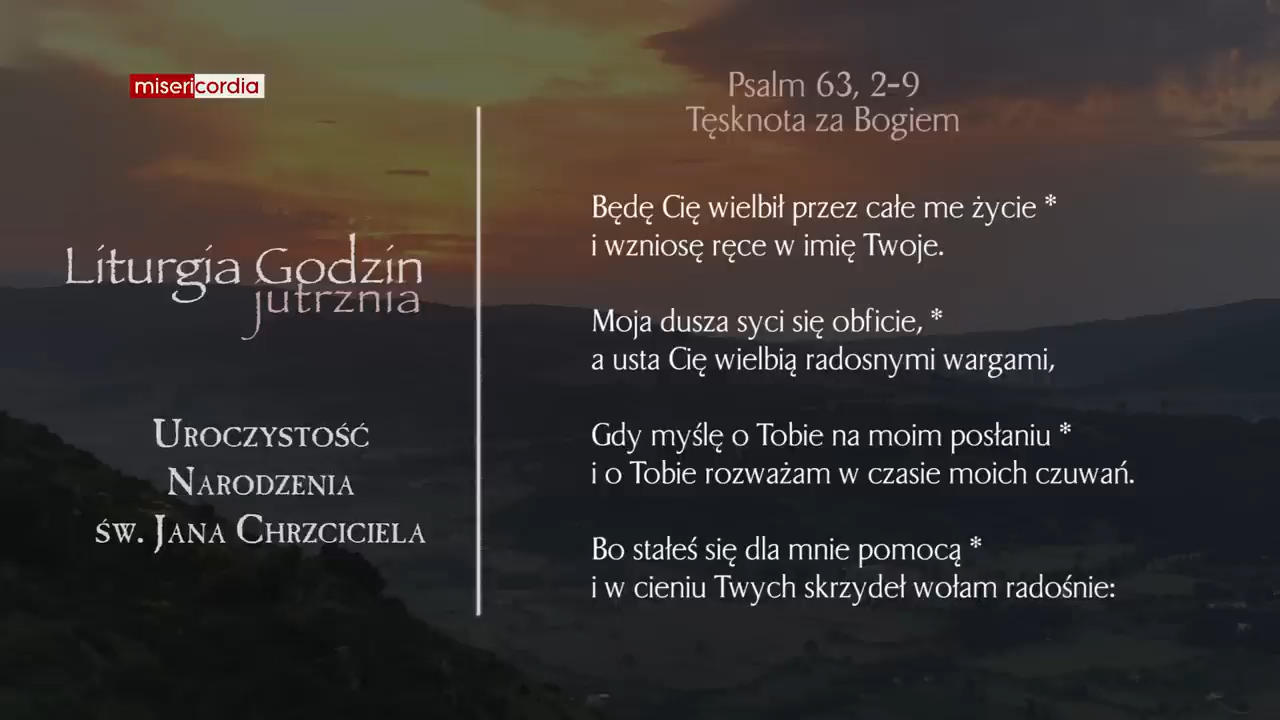 misericordia
Liturgia Godzin
jutrznia
Uroczystość
Narodzenia
św. Jana Chrzciciela
Psalm 63, 2-9
Tęsknota za Bogiem
Będę Cię wielbił przez całe me życie *
i wzniosę ręce w imię Twoje.
Moja dusza syci się obficie, *
a usta Cię wielbią radosnymi wargami,
Gdy myślę o Tobie na moim posłaniu *
i o Tobie rozważam w czasie moich czuwań.
Bo stałeś się dla mnie pomocą *
i w cieniu Twych skrzydeł wołam radośnie: